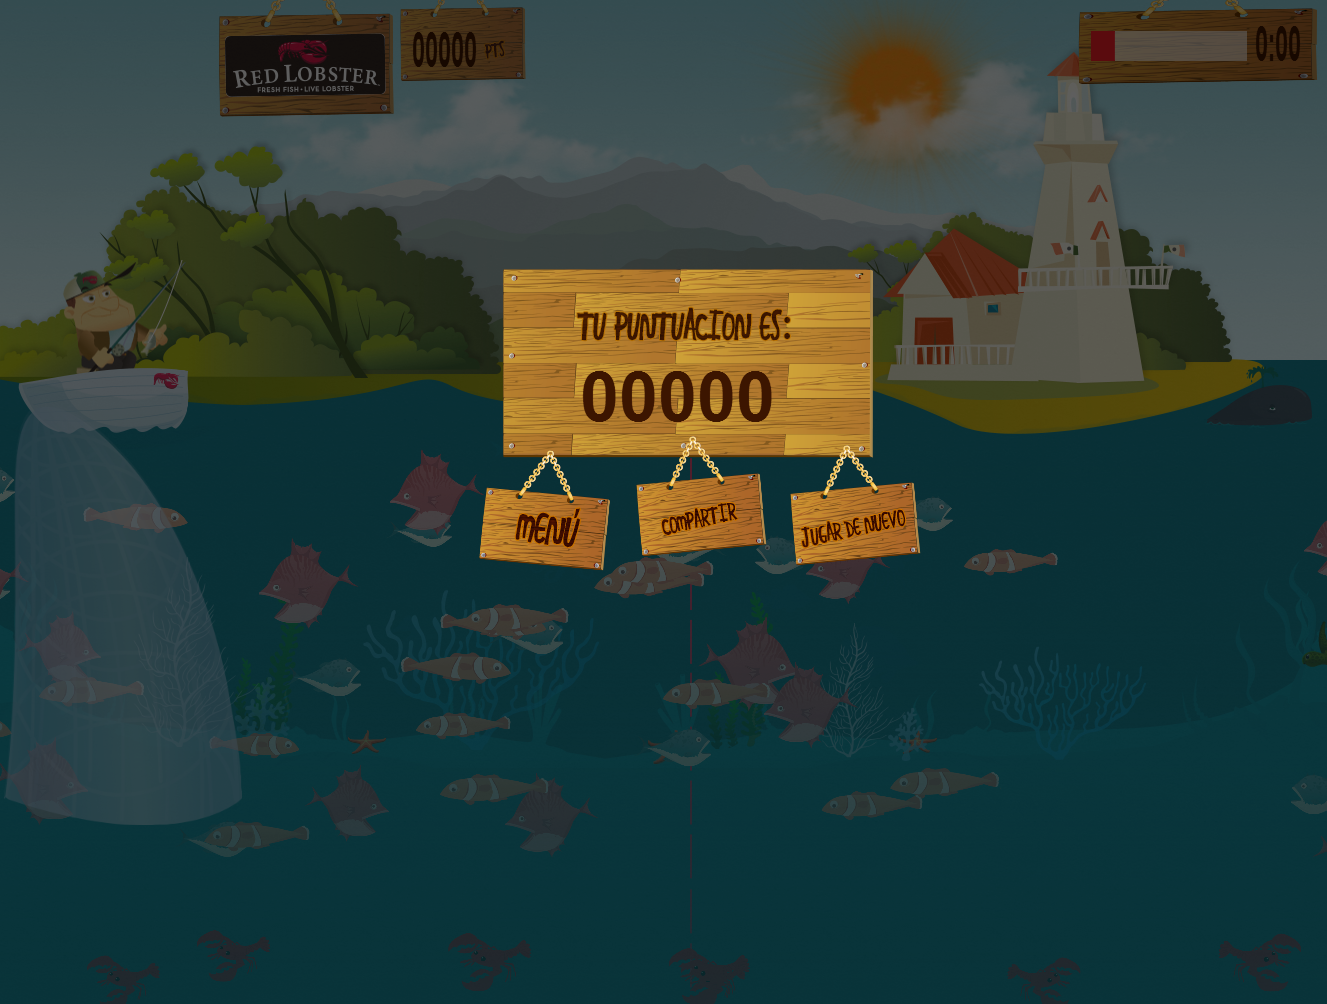 RED LOBSTER
FRESH FISH • LIVE LOBSTER
00000 PTS
0:00
TU PUNTUACION ES:
00000
MENÚ
COMPARTIR
JUGAR DE NUEVO